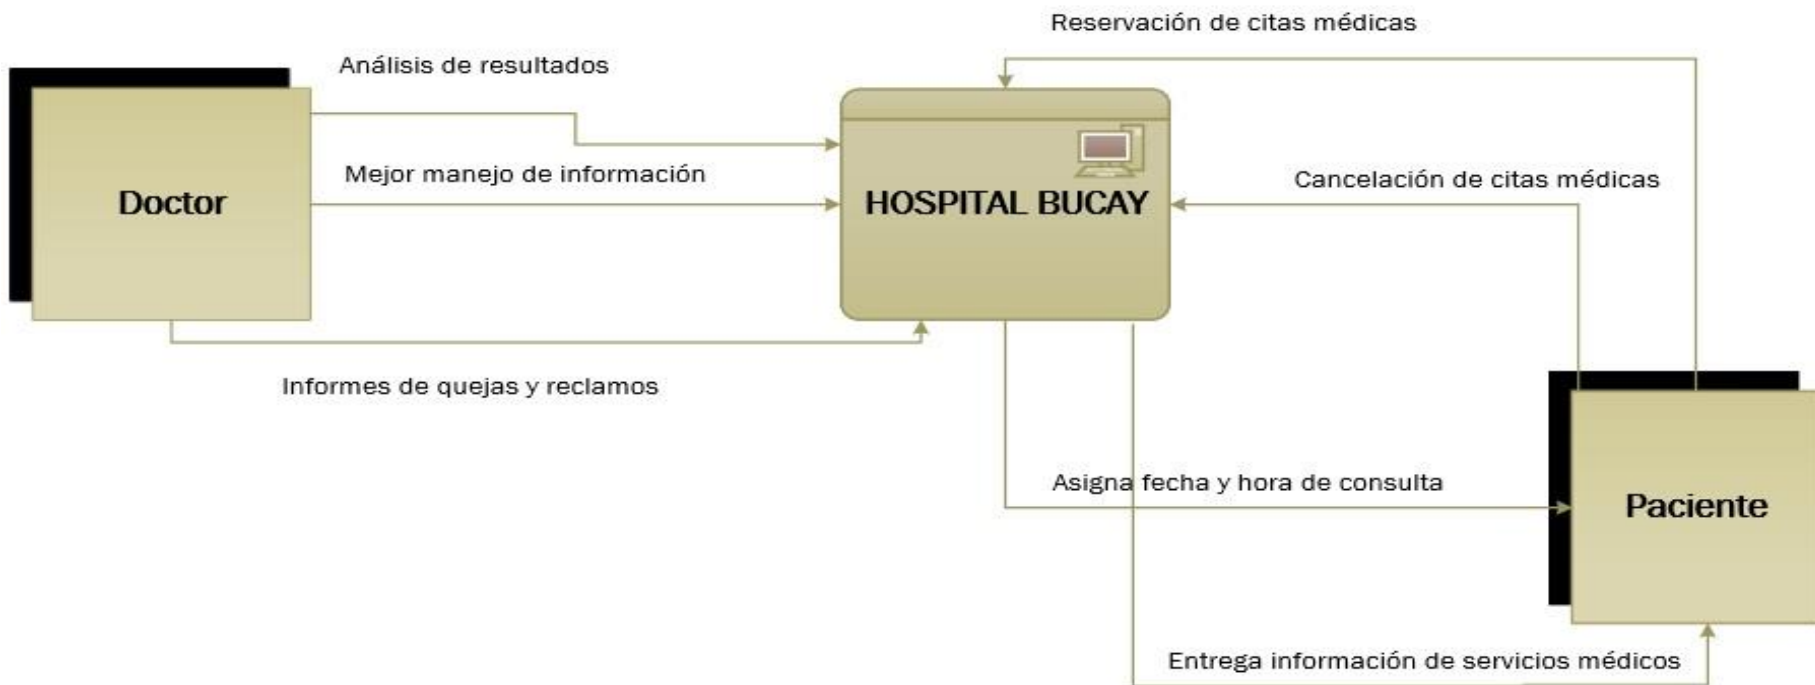 Reservación de citas médicas
Análisis de resultados
Mejor manejo de información
Cancelación de citas médicas
Doctor
HOSPITAL BUCAY
Informes de quejas y reclamos
Asigna fecha y hora de consulta
Paciente
Entrega información de servicios médicos